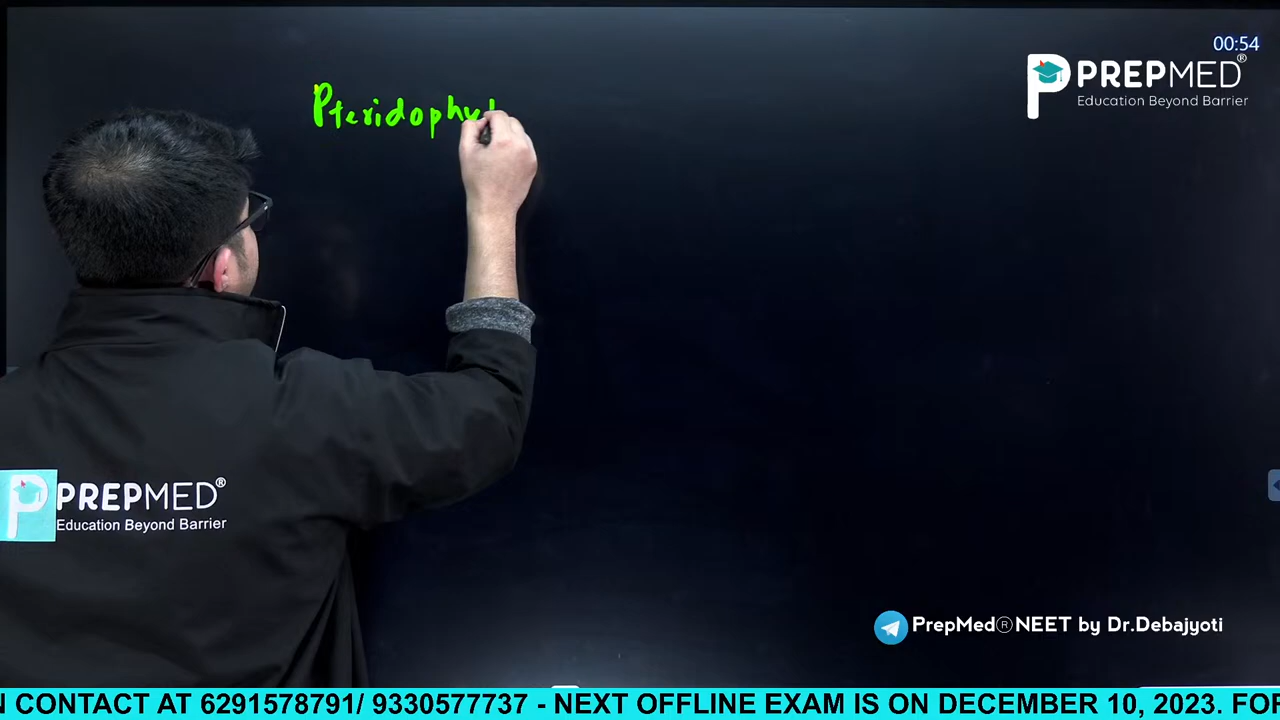 00:54
PREPMED®
Education Beyond Barrier
Pteridophyt
PREPMED®
Education Beyond Barrier
PrepMed®NEET by Dr.Debajyoti
N CONTACT AT 6291578791/ 9330577737 - NEXT OFFLINE EXAM IS ON DECEMBER 10, 2023. FOR